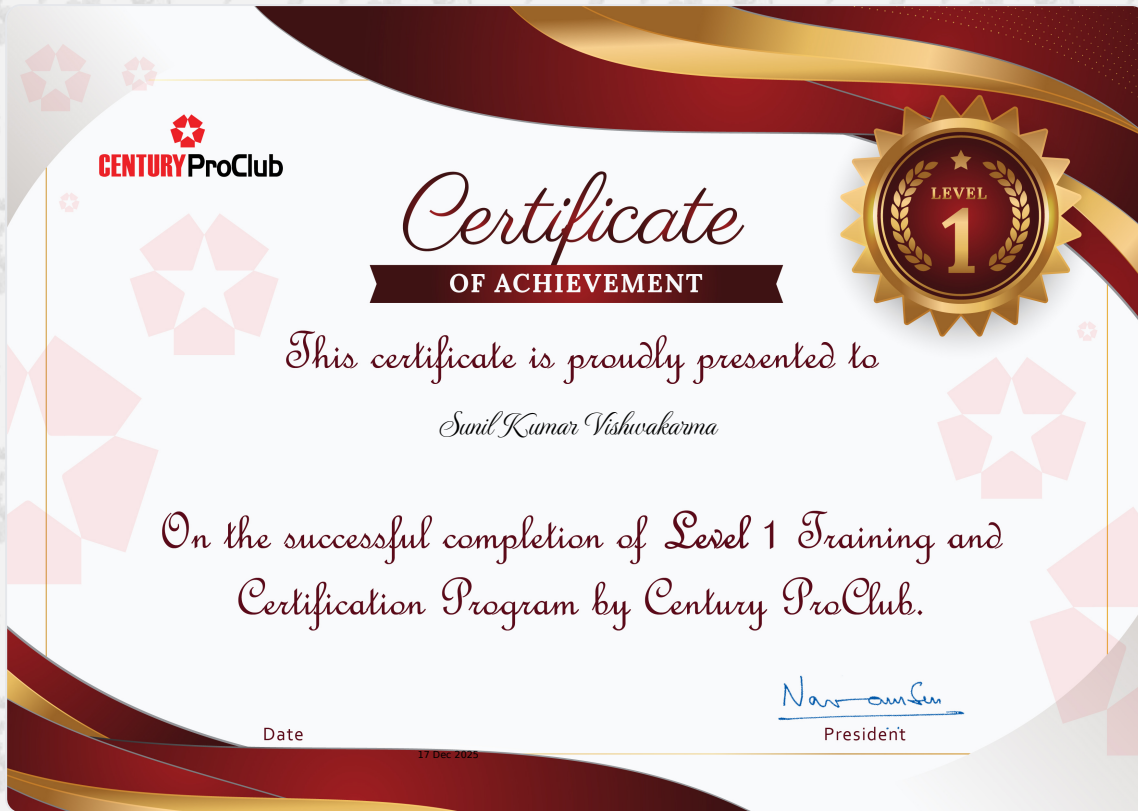 CENTURY ProClub
LEVEL
1
Certificate
OF ACHIEVEMENT
This certificate is proudly presented to
Sunil Kumar Vishwakarma
On the successful completion of Level 1 Training and
Certification Program by Century ProClub.
Date
President
17 Dec 2025